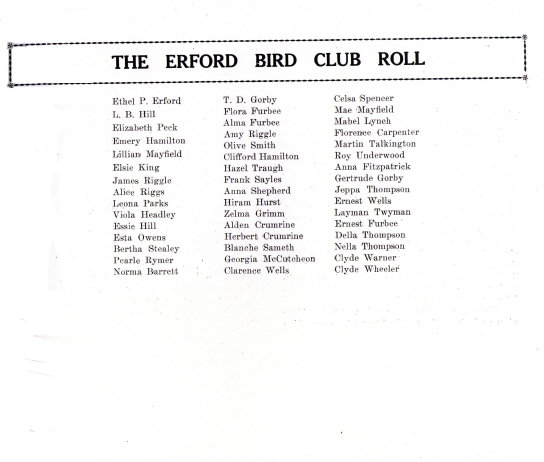 THE ERFORD BIRD CLUB ROLL
Ethel P. Erford
L. B. Hill
Elizabeth Peck
Emery Hamilton
Lillian Mayfield
Elsie King
James Riggle
Alice Riggs
Leona Parks
Viola Headley
Essie Hill
Esta Owens
Bertha Stealey
Pearle Rymer
Norma Barrett
T. D. Gorby
Flora Furbee
Alma Furbee
Amy Riggle
Olive Smith
Clifford Hamilton
Hazel Traugh
Frank Sayles
Anna Shepherd
Hiram Hurst
Zelma Grimm
Alden Crumrine
Herbert Crumrine
Blanche Sameth
Georgia McCutcheon
Clarence Wells
Celsa Spencer
Mae Mayfield
Mabel Lynch
Florence Carpenter
Martin Talkington
Roy Underwood
Anna Fitzpatrick
Gertrude Gorby
Jeppa Thompson
Ernest Wells
Layman Twyman
Ernest Furbee
Della Thompson
Nella Thompson
Clyde Warner
Clyde Wheeler